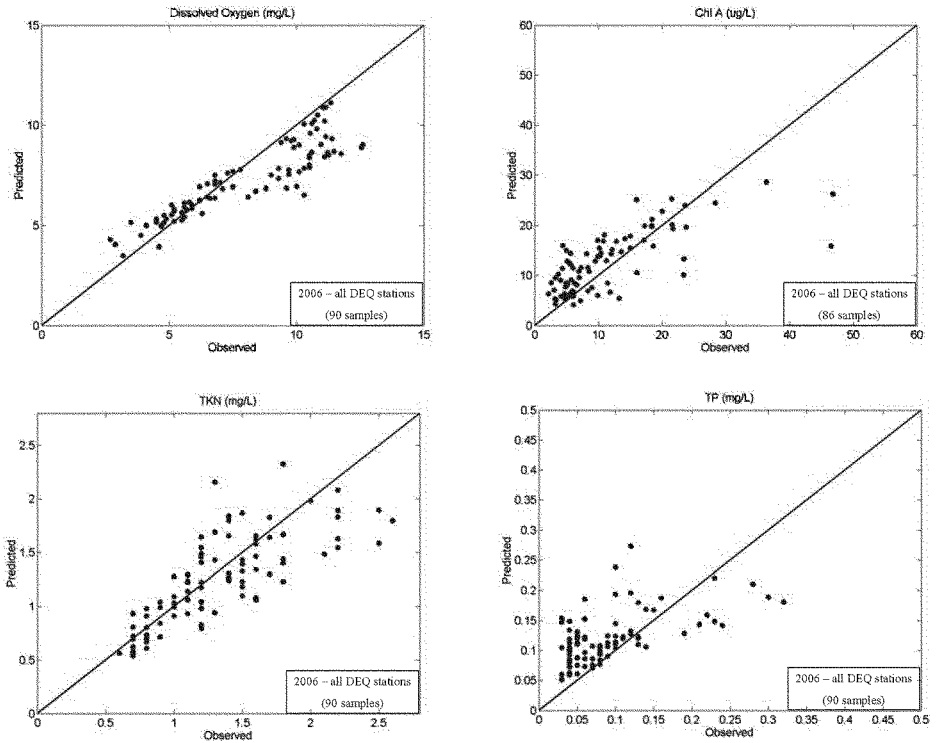 Dissolved Oxygen (mg/L)
15
10
5
0
Predicted
0
5
10
15
Observed
2006 – all DEQ stations
(90 samples)
Chl A (ug/L)
60
50
40
30
20
10
0
Predicted
0
10
20
30
40
50
60
Observed
2006 – all DEQ stations
(86 samples)
TKN (mg/L)
2.5
2
1.5
1
0.5
0
Predicted
0
0.5
1
1.5
2
2.5
Observed
2006 – all DEQ stations
(90 samples)
TP (mg/L)
0.5
0.45
0.4
0.35
0.3
0.25
0.2
0.15
0.1
0.05
0
Predicted
0
0.05
0.1
0.15
0.2
0.25
0.3
0.35
0.4
0.45
0.5
Observed
2006 – all DEQ stations
(90 samples)